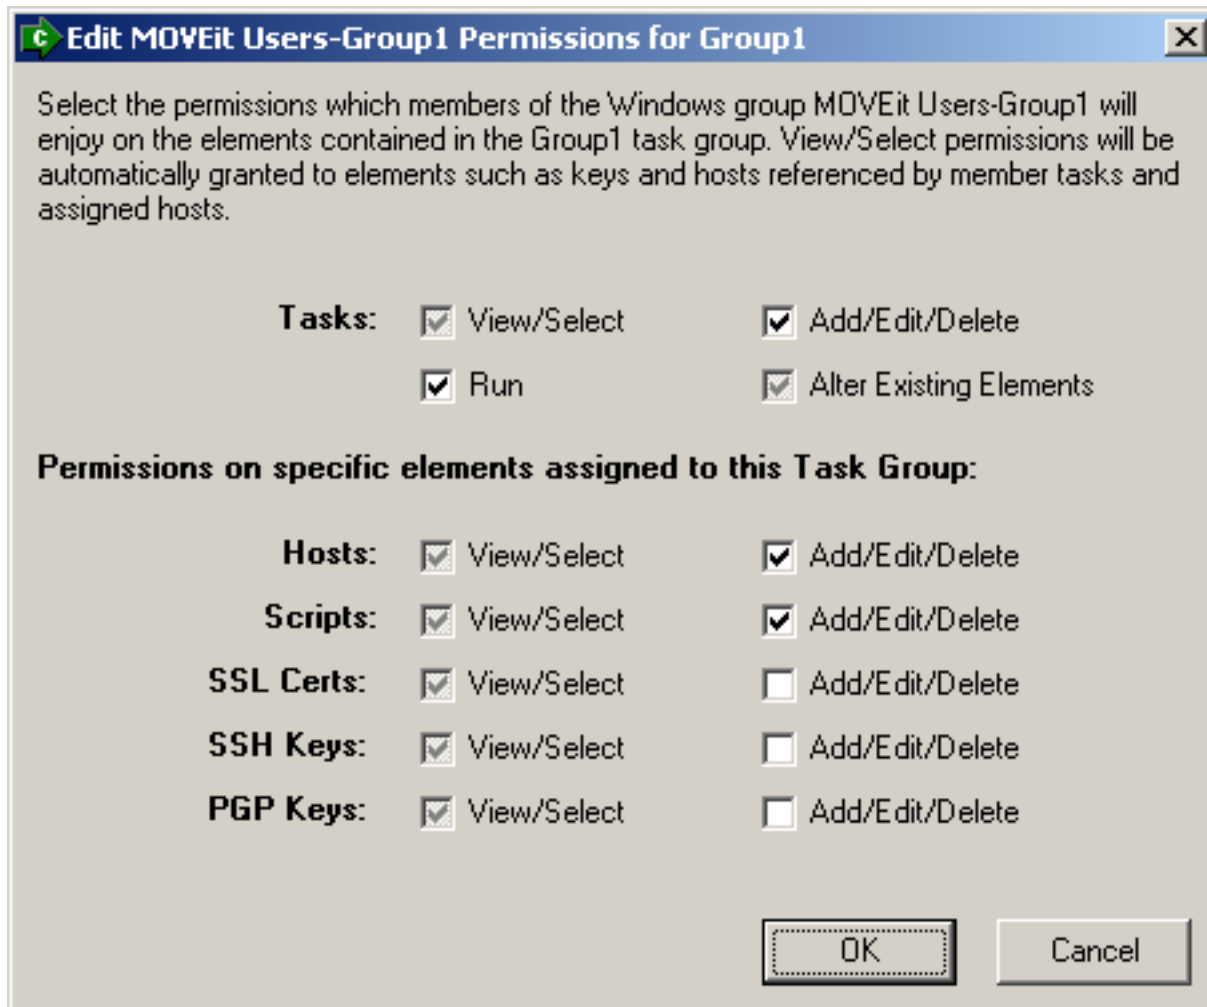 C Edit MOVEit Users-Group1 Permissions for Group1
Select the permissions which members of the Windows group MOVEit Users-Group1 will
enjoy on the elements contained in the Group1 task group. View/Select permissions will be
automatically granted to elements such as keys and hosts referenced by member tasks and
assigned hosts.
Tasks: View/Select Add/Edit/Delete
Run Alter Existing Elements
Permissions on specific elements assigned to this Task Group:
Hosts: View/Select Add/Edit/Delete
Scripts: View/Select Add/Edit/Delete
SSL Certs: View/Select Add/Edit/Delete
SSH Keys: View/Select Add/Edit/Delete
PGP Keys: View/Select Add/Edit/Delete
OK Cancel